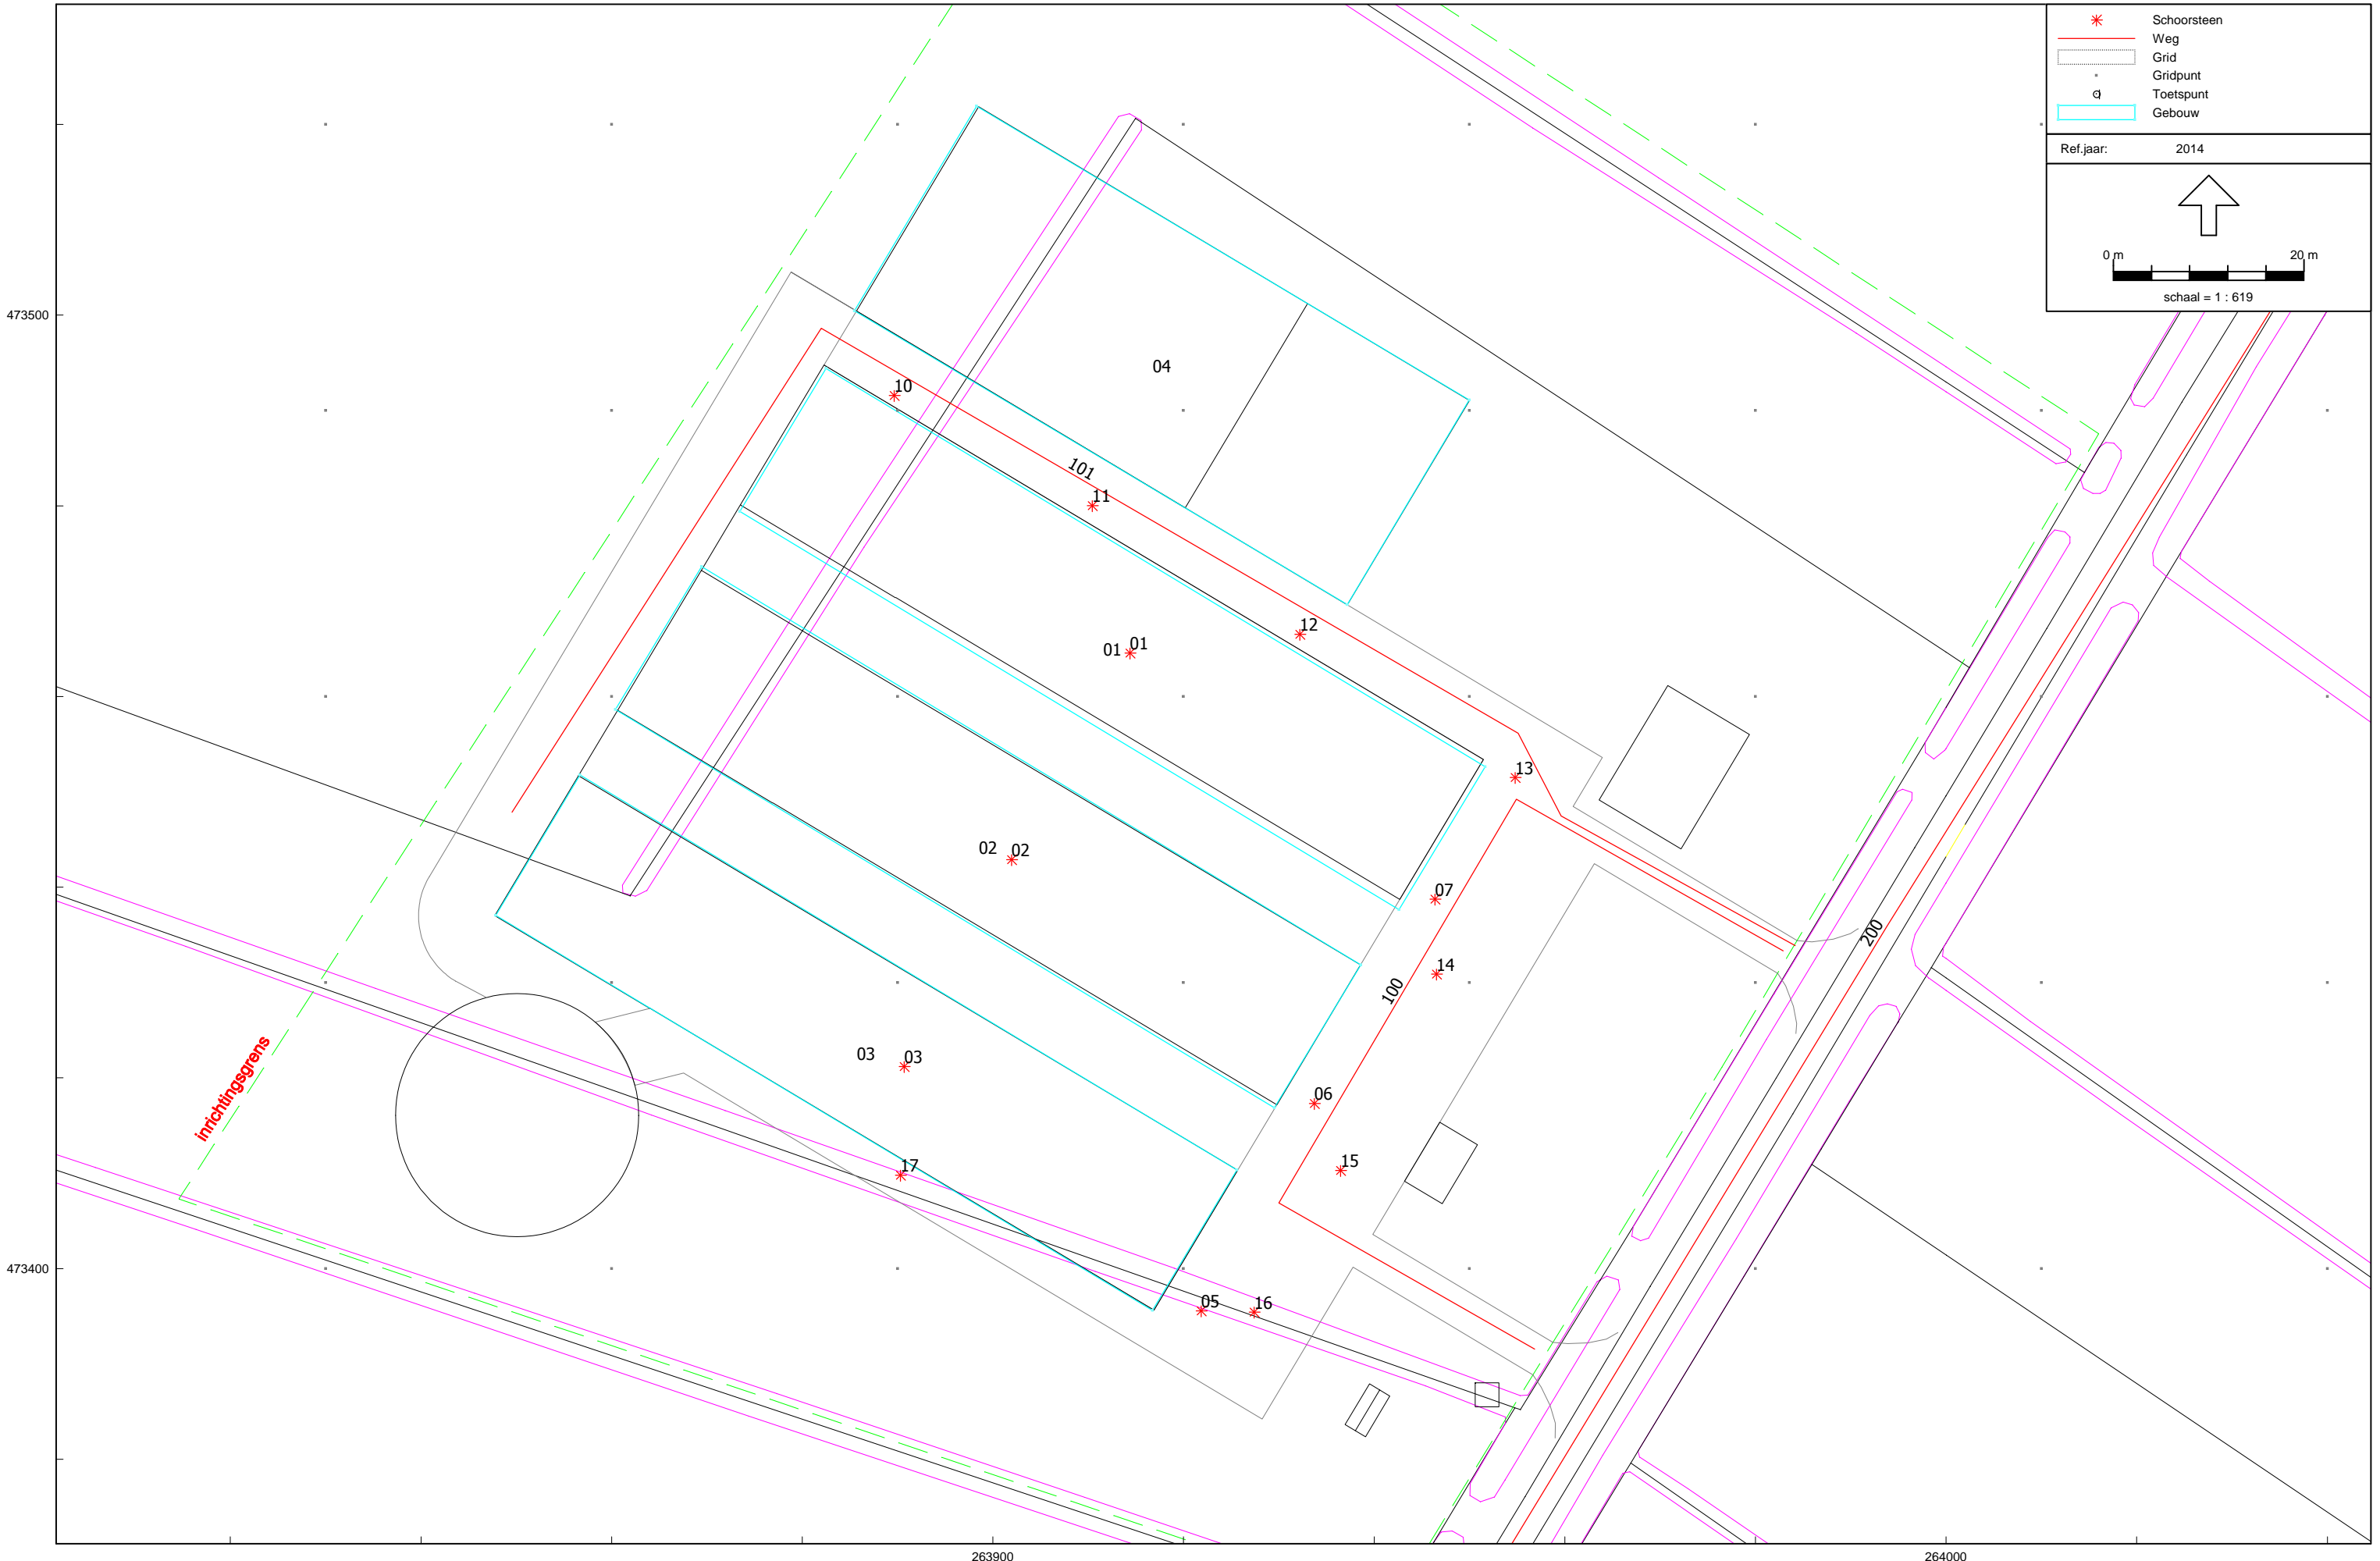 Schoorsteen
Weg
Grid
Gridpunt
Toetspunt
Gebouw
Ref.jaar: 2014
0 m 20 m
schaal = 1 : 619
473500
04
10
101
11
12
01 01
13
02 02
07
200
14
100
03 03
inrichtingsgrens
06
15
17
473400
05 16
263900 264000